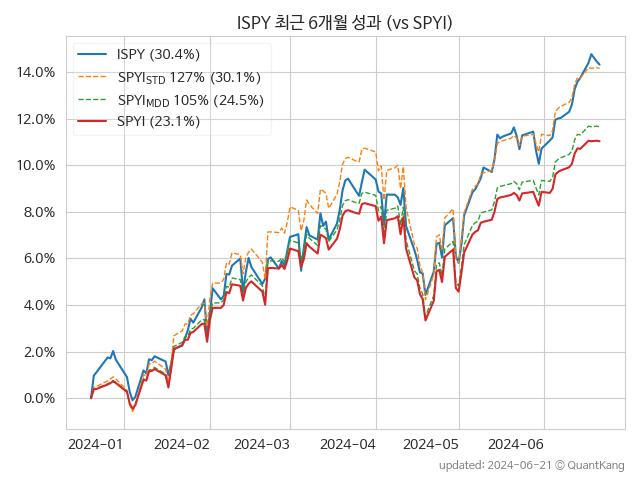 ISPY 최근 6개월 성과 (vs SPYI)
ISPY (30.4%)
SPYI_STD 127% (30.1%)
SPYI_MDD 105% (24.5%)
SPYI (23.1%)
14.0%
12.0%
10.0%
8.0%
6.0%
4.0%
2.0%
0.0%
2024-01 2024-02 2024-03 2024-04 2024-05 2024-06
updated: 2024-06-21 © QuantKang